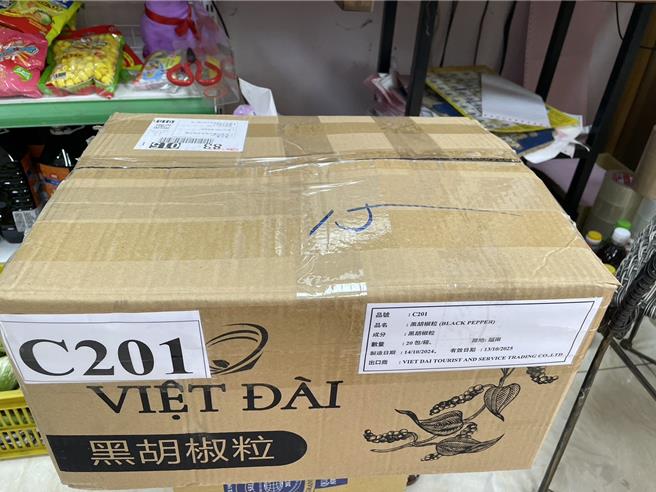 83 015
15
C201
品號 : C201
品名 : 黑胡椒粒 (BLACK PEPPER)
成分 : 黑胡椒粒
數量 : 20 包/箱, 產地: 越南
製造日期 : 14/10/2024, 有效日期 : 13/10/2025
出口商 : VIET DAI TOURIST AND SERVICE TRADING CO.,LTD
VIỆT ĐÀI
黑胡椒粒